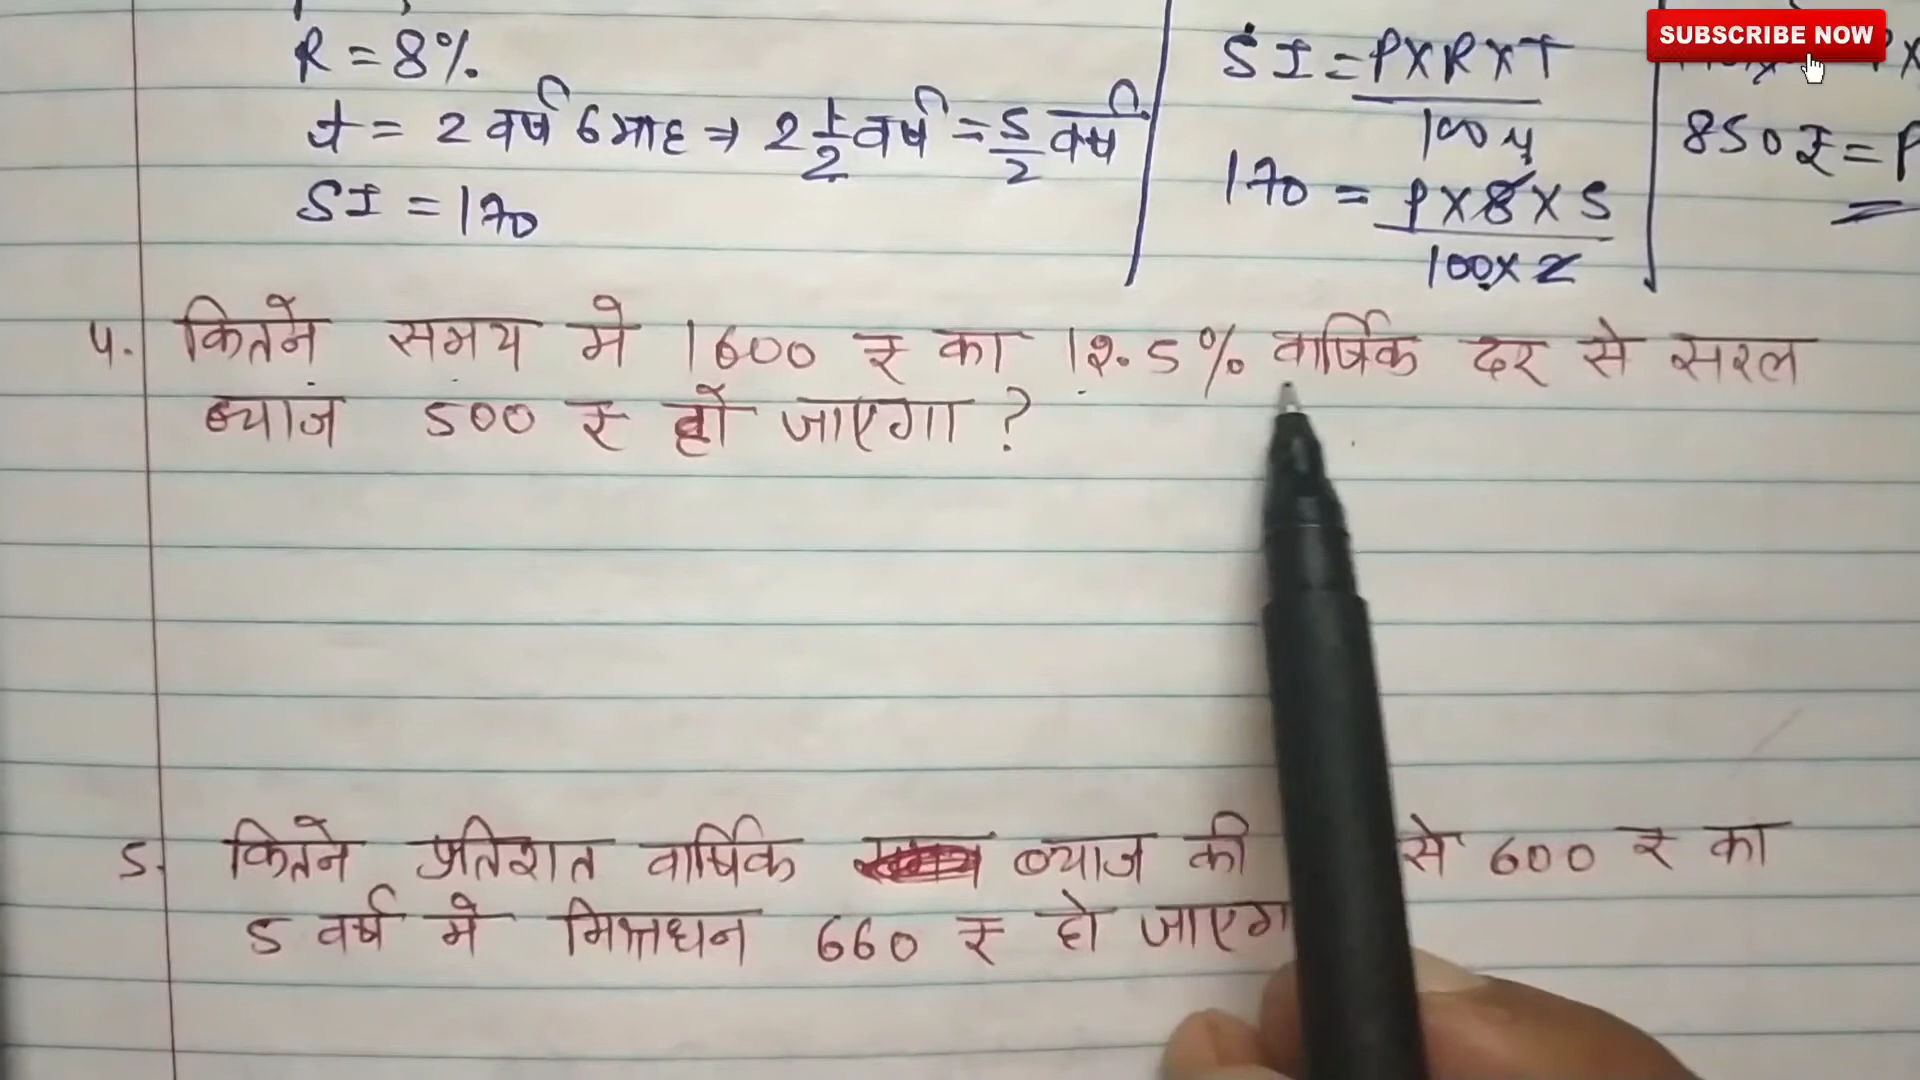 SUBSCRIBE NOW
R = 8%
t = 2 वर्ष 6 माह ⇒ 2 1/2 वर्ष = 5/2 वर्ष
SI = 170
SI = P X R X T
100
170 = P X 8 X 5
100 X 2
850 ₹ = P
4. कितने समय मे 1600 ₹ का 12.5% वार्षिक दर से सरल
ब्याज 500 ₹ हो जाएगा ?
5. कितने प्रतिशत वार्षिक ब्याज की से 600 ₹ का
5 वर्ष मे मिश्रधन 660 ₹ हो जाएग